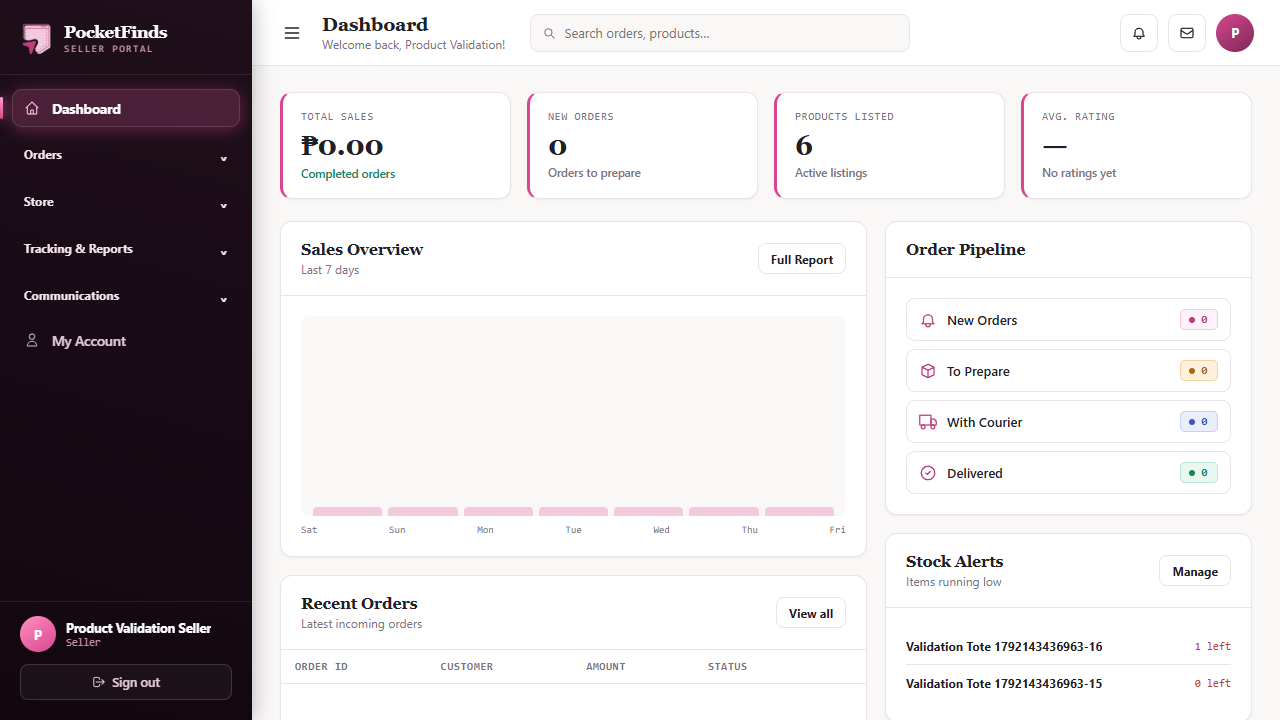 PocketFinds
SELLER PORTAL
Dashboard
Orders
Store
Tracking & Reports
Communications
My Account
Product Validation Seller
Seller
Sign out
Dashboard
Welcome back, Product Validation!
Search orders, products...
P
TOTAL SALES
₱0.00
Completed orders
NEW ORDERS
0
Orders to prepare
PRODUCTS LISTED
6
Active listings
AVG. RATING
—
No ratings yet
Sales Overview
Last 7 days
Full Report
Sat Sun Mon Tue Wed Thu Fri
Order Pipeline
New Orders 0
To Prepare 0
With Courier 0
Delivered 0
Recent Orders
Latest incoming orders
View all
ORDER ID CUSTOMER AMOUNT STATUS
Stock Alerts
Items running low
Manage
Validation Tote 1792143436963-16 1 left
Validation Tote 1792143436963-15 0 left
P